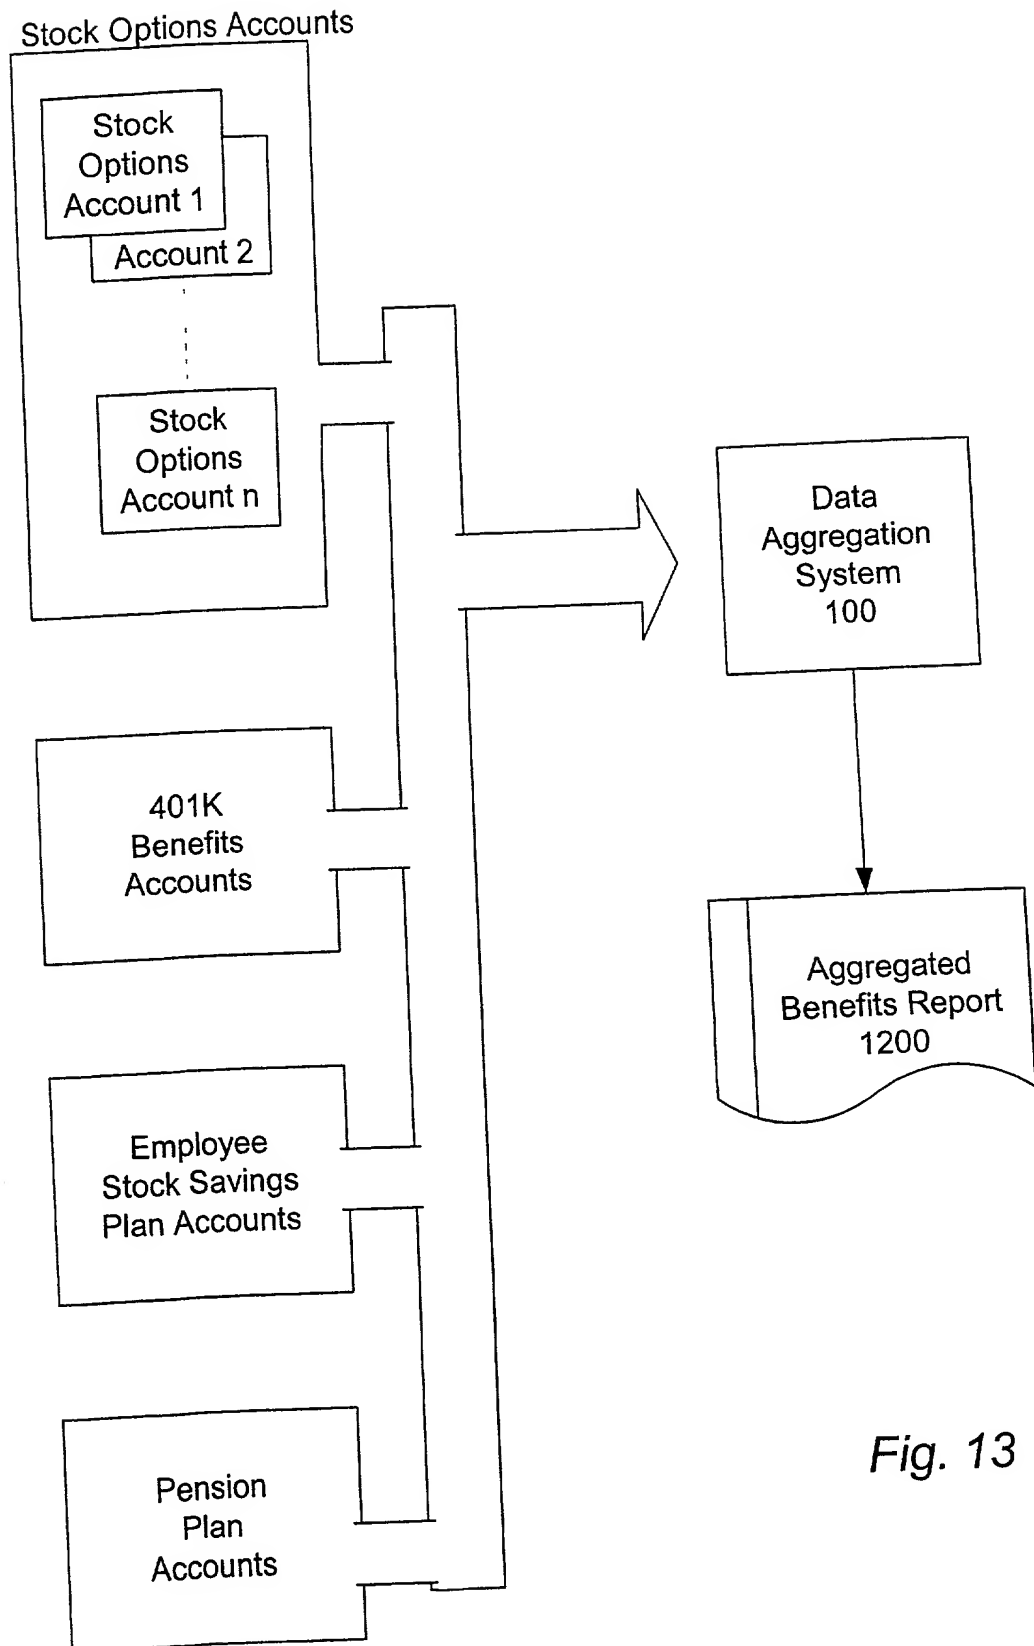 Stock Options Accounts
Stock
Options
Account 1
Account 2
Stock
Options
Account n
Data
Aggregation
System
100
401K
Benefits
Accounts
Aggregated
Benefits Report
1200
Employee
Stock Savings
Plan Accounts
Pension
Plan
Accounts
Fig. 13